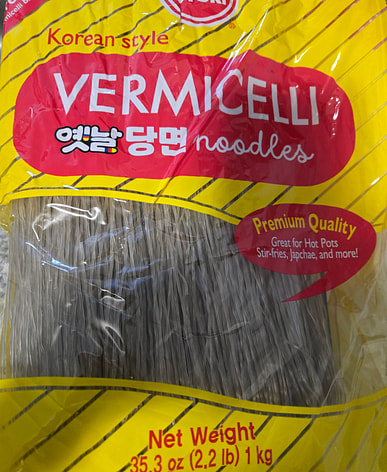 Korean style
VERMICELLI
옛날 당면 noodles
Premium Quality
Great for Hot Pots
Stir-fries, Japchae, and more!
Net Weight
35.3 oz (2.2 lb) 1 kg